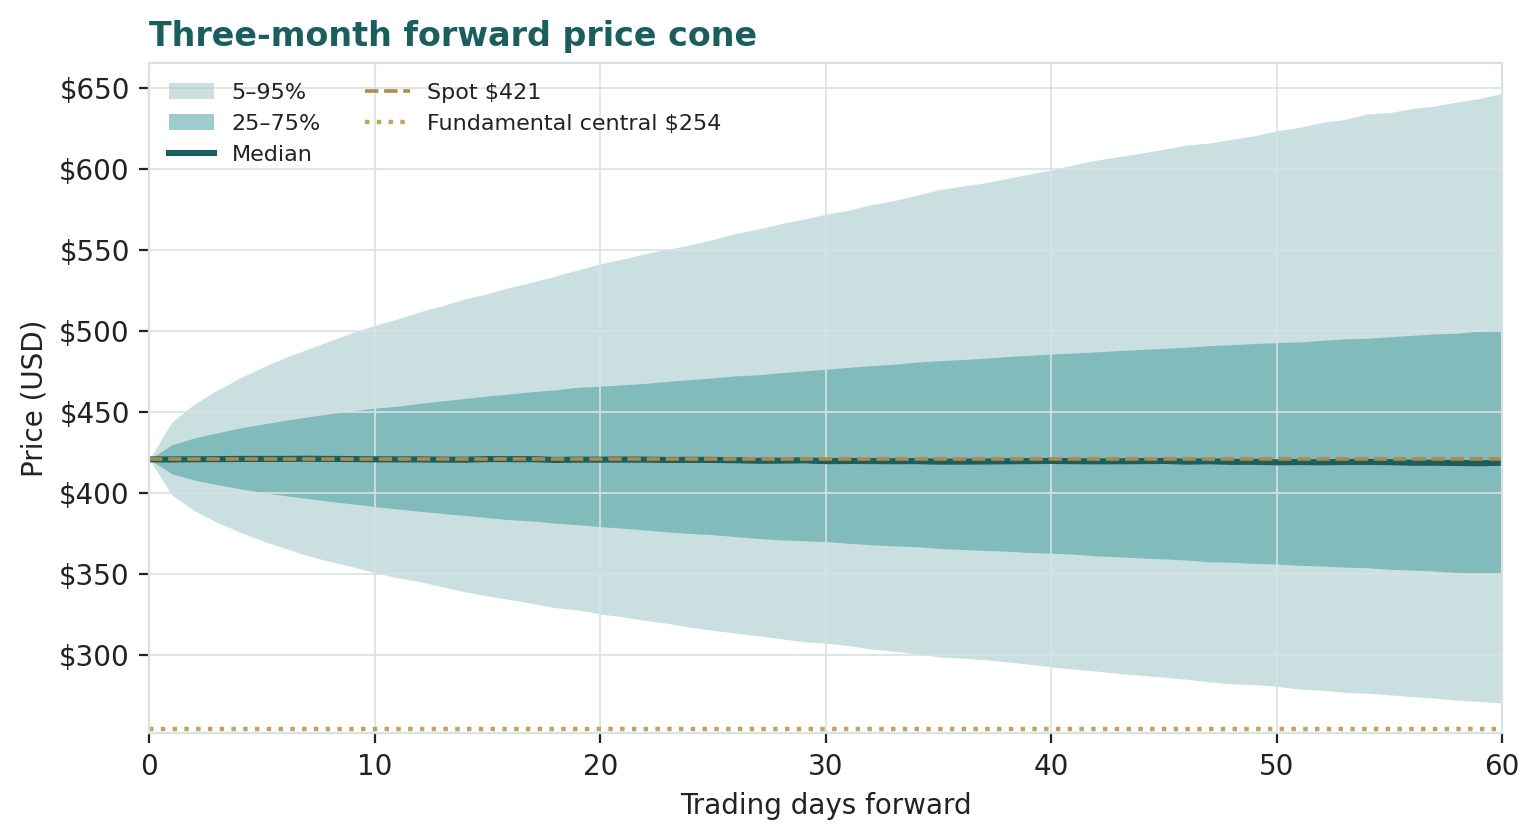 Three-month forward price cone
5–95%
25–75%
Median
Spot $421
Fundamental central $254
Price (USD)
$650
$600
$550
$500
$450
$400
$350
$300
0 10 20 30 40 50 60
Trading days forward